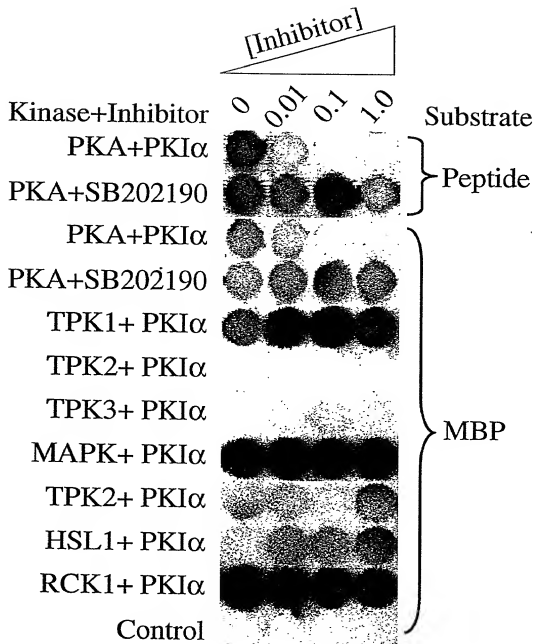 [Inhibitor]
Kinase+Inhibitor 0 0.01 0.1 1.0 Substrate
PKA+PKIα
PKA+SB202190 Peptide
PKA+PKIα
PKA+SB202190
TPK1+ PKIα
TPK2+ PKIα
TPK3+ PKIα
MBP
MAPK+ PKIα
TPK2+ PKIα
HSL1+ PKIα
RCK1+ PKIα
Control